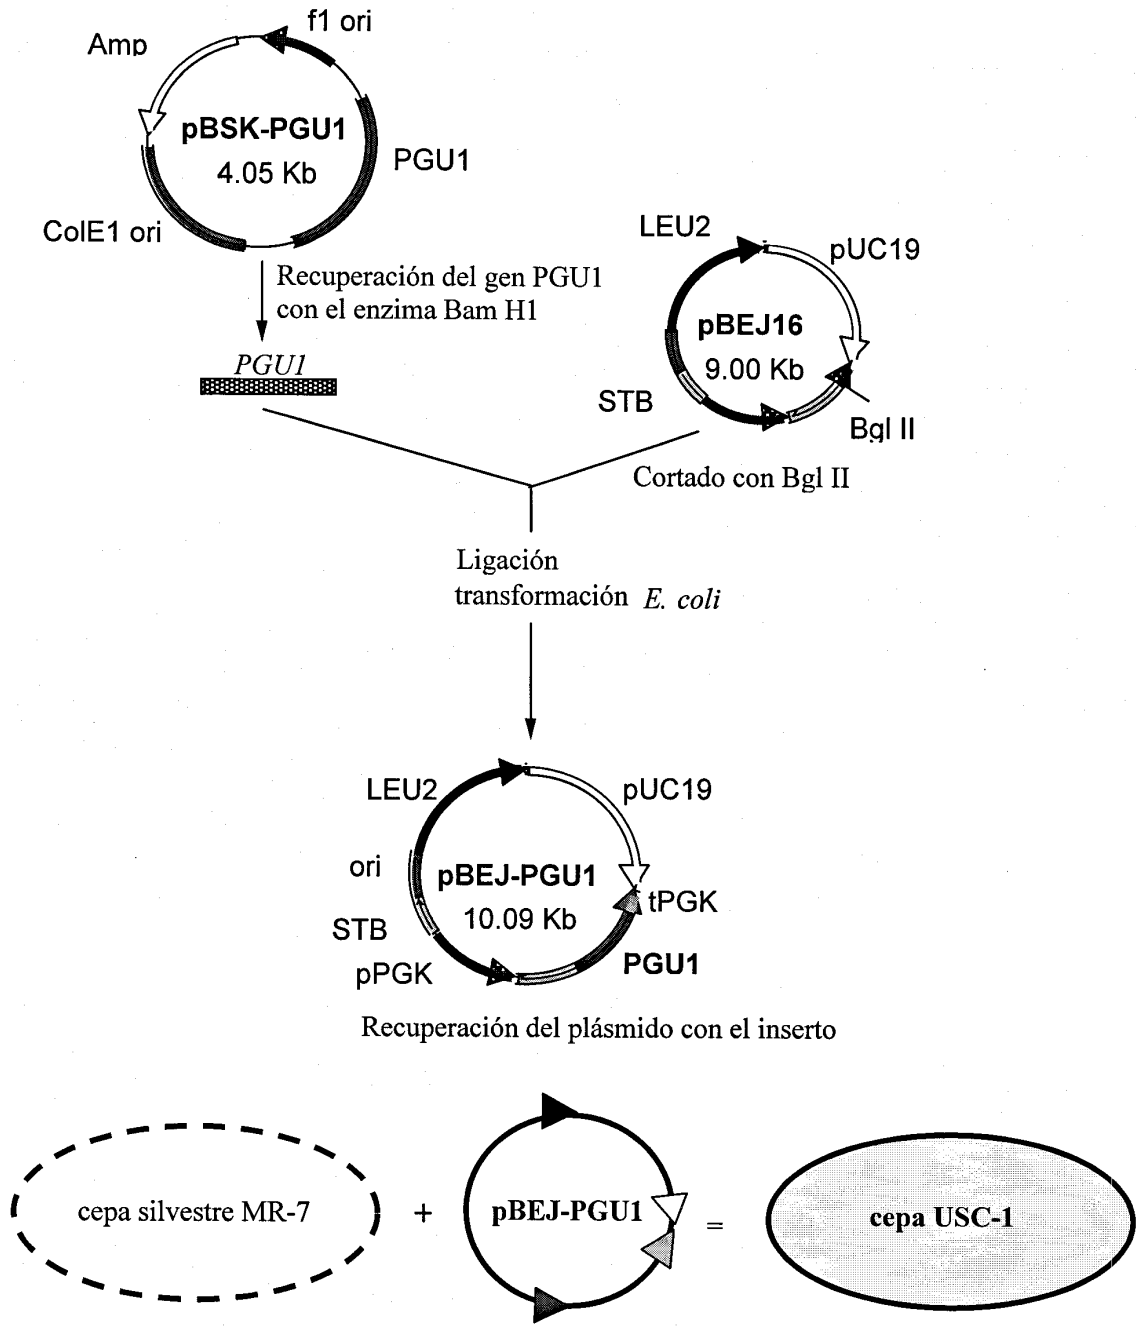 f1 ori
Amp
pBSK-PGU1
4.05 Kb
PGU1
ColE1 ori
Recuperación del gen PGU1
con el enzima Bam H1
PGU1
LEU2
pUC19
pBEJ16
9.00 Kb
STB
Bgl II
Cortado con Bgl II
Ligación
transformación E. coli
LEU2
pUC19
ori
pBEJ-PGU1
10.09 Kb
tPGK
STB
PGU1
pPGK
Recuperación del plásmido con el inserto
cepa silvestre MR-7
+
pBEJ-PGU1
=
cepa USC-1